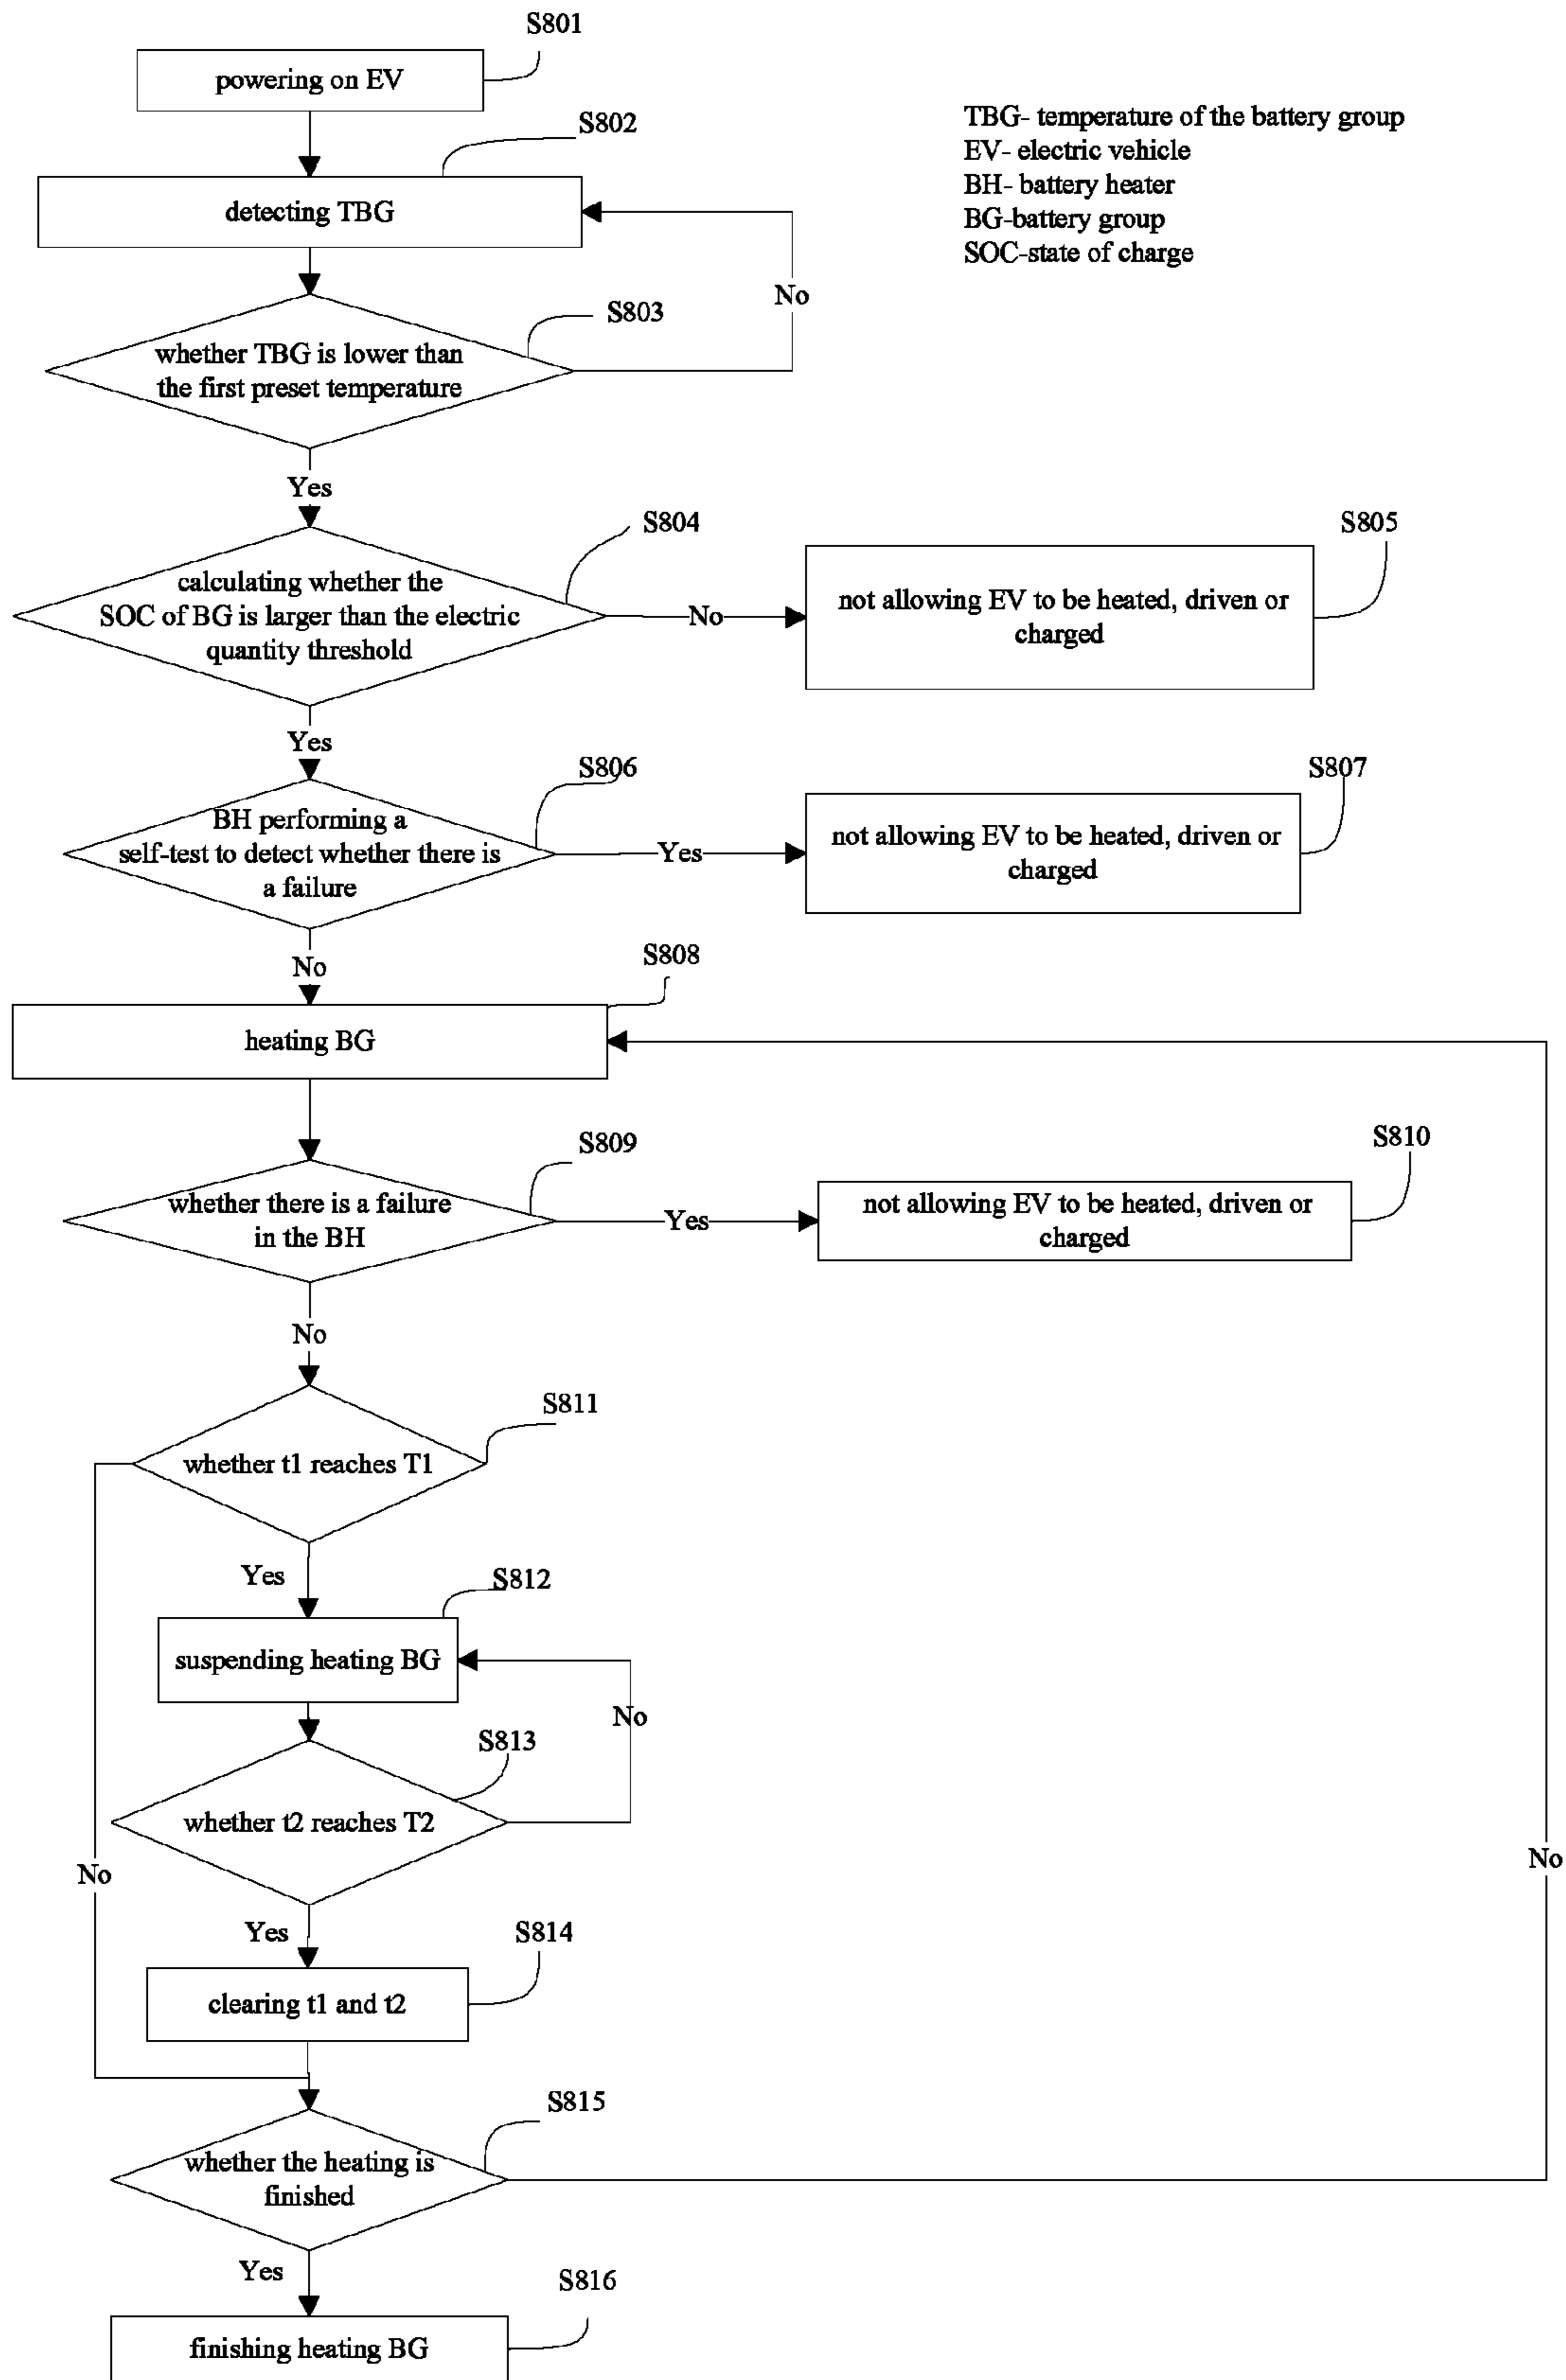 S801
powering on EV
TBG- temperature of the battery group
EV- electric vehicle
BH- battery heater
BG-battery group
SOC-state of charge
S802
detecting TBG
No
S803
whether TBG is lower than
the first preset temperature
Yes
S804
calculating whether the
SOC of BG is larger than the electric
quantity threshold
No
S805
not allowing EV to be heated, driven or
charged
Yes
S806
BH performing a
self-test to detect whether there is
a failure
Yes
S807
not allowing EV to be heated, driven or
charged
No
S808
heating BG
S809
whether there is a failure
in the BH
Yes
S810
not allowing EV to be heated, driven or
charged
No
S811
whether t1 reaches T1
Yes
S812
suspending heating BG
No
S813
whether t2 reaches T2
No
No
Yes
S814
clearing t1 and t2
S815
whether the heating is
finished
Yes
S816
finishing heating BG